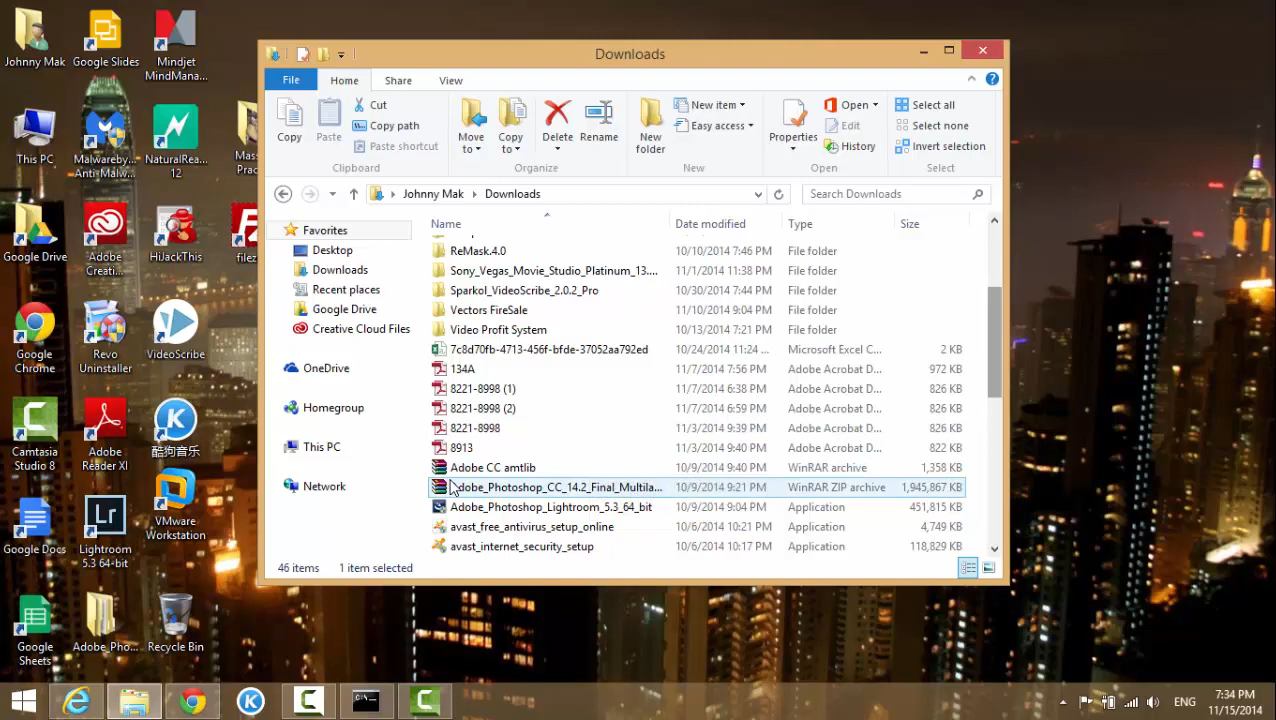 Downloads
File
Home
Share
View
Copy
Paste
Cut
Copy path
Paste shortcut
Clipboard
Move to
Copy to
Delete
Rename
Organize
New folder
New item
Easy access
New
Properties
Open
Edit
History
Open
Select all
Select none
Invert selection
Select
Johnny Mak
Downloads
Search Downloads
Favorites
Desktop
Downloads
Recent places
Google Drive
Creative Cloud Files
OneDrive
Homegroup
This PC
Network
Name Date modified Type Size
ReMask.4.0 10/10/2014 7:46 PM File folder
Sony_Vegas_Movie_Studio_Platinum_13.... 11/1/2014 11:38 PM File folder
Sparkol_VideoScribe_2.0.2_Pro 10/30/2014 7:44 PM File folder
Vectors FireSale 11/10/2014 9:04 PM File folder
Video Profit System 10/13/2014 7:21 PM File folder
7c8d70fb-4713-456f-bfde-37052aa792ed 10/24/2014 11:24 ... Microsoft Excel C... 2 KB
134A 11/7/2014 7:56 PM Adobe Acrobat D... 972 KB
8221-8998 (1) 11/7/2014 6:38 PM Adobe Acrobat D... 826 KB
8221-8998 (2) 11/7/2014 6:59 PM Adobe Acrobat D... 826 KB
8221-8998 11/3/2014 9:39 PM Adobe Acrobat D... 826 KB
8913 11/3/2014 9:40 PM Adobe Acrobat D... 822 KB
Adobe CC amtlib 10/9/2014 9:40 PM WinRAR archive 1,358 KB
dobe_Photoshop_CC_14.2_Final_Multila... 10/9/2014 9:21 PM WinRAR ZIP archive 1,945,867 KB
Adobe_Photoshop_Lightroom_5.3_64_bit 10/9/2014 9:04 PM Application 451,815 KB
avast_free_antivirus_setup_online 10/6/2014 10:21 PM Application 4,749 KB
avast_internet_security_setup 10/6/2014 10:17 PM Application 118,829 KB
46 items 1 item selected
Johnny Mak
Google Slides
Mindjet
MindMana...
This PC
Malwareby...
Anti-Malw...
NaturalRea...
12
Mass
Prac
Google Drive
Adobe
Creati...
HiJackThis
filez
Google
Chrome
Revo
Uninstaller
VideoScribe
Camtasia
Studio 8
Adobe
Reader XI
酷狗音乐
Google Docs
Lightroom
5.3 64-bit
VMware
Workstation
Google
Sheets
Adobe_Pho...
Recycle Bin
ENG
7:34 PM
11/15/2014